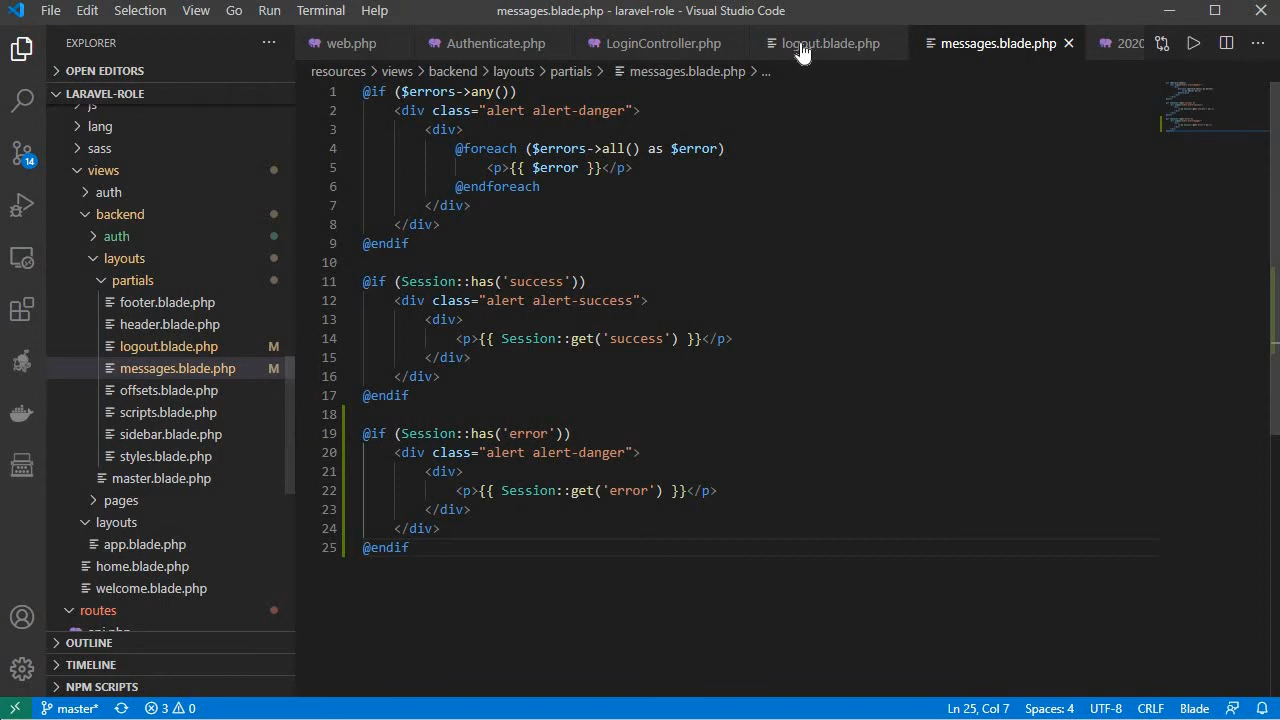 File Edit Selection View Go Run Terminal Help messages.blade.php - laravel-role - Visual Studio Code
EXPLORER
web.php Authenticate.php LoginController.php logout.blade.php messages.blade.php 2020
resources > views > backend > layouts > partials > messages.blade.php > ...
OPEN EDITORS
LARAVEL-ROLE
js
lang
sass
views
auth
backend
auth
layouts
partials
footer.blade.php
header.blade.php
logout.blade.php M
messages.blade.php M
offsets.blade.php
scripts.blade.php
sidebar.blade.php
styles.blade.php
master.blade.php
pages
layouts
app.blade.php
home.blade.php
welcome.blade.php
routes
OUTLINE
TIMELINE
NPM SCRIPTS
14
1 @if ($errors->any())
2 <div class="alert alert-danger">
3 <div>
4 @foreach ($errors->all() as $error)
5 <p>{{ $error }}</p>
6 @endforeach
7 </div>
8 </div>
9 @endif
10
11 @if (Session::has('success'))
12 <div class="alert alert-success">
13 <div>
14 <p>{{ Session::get('success') }}</p>
15 </div>
16 </div>
17 @endif
18
19 @if (Session::has('error'))
20 <div class="alert alert-danger">
21 <div>
22 <p>{{ Session::get('error') }}</p>
23 </div>
24 </div>
25 @endif
master* 3 0 Ln 25, Col 7 Spaces: 4 UTF-8 CRLF Blade